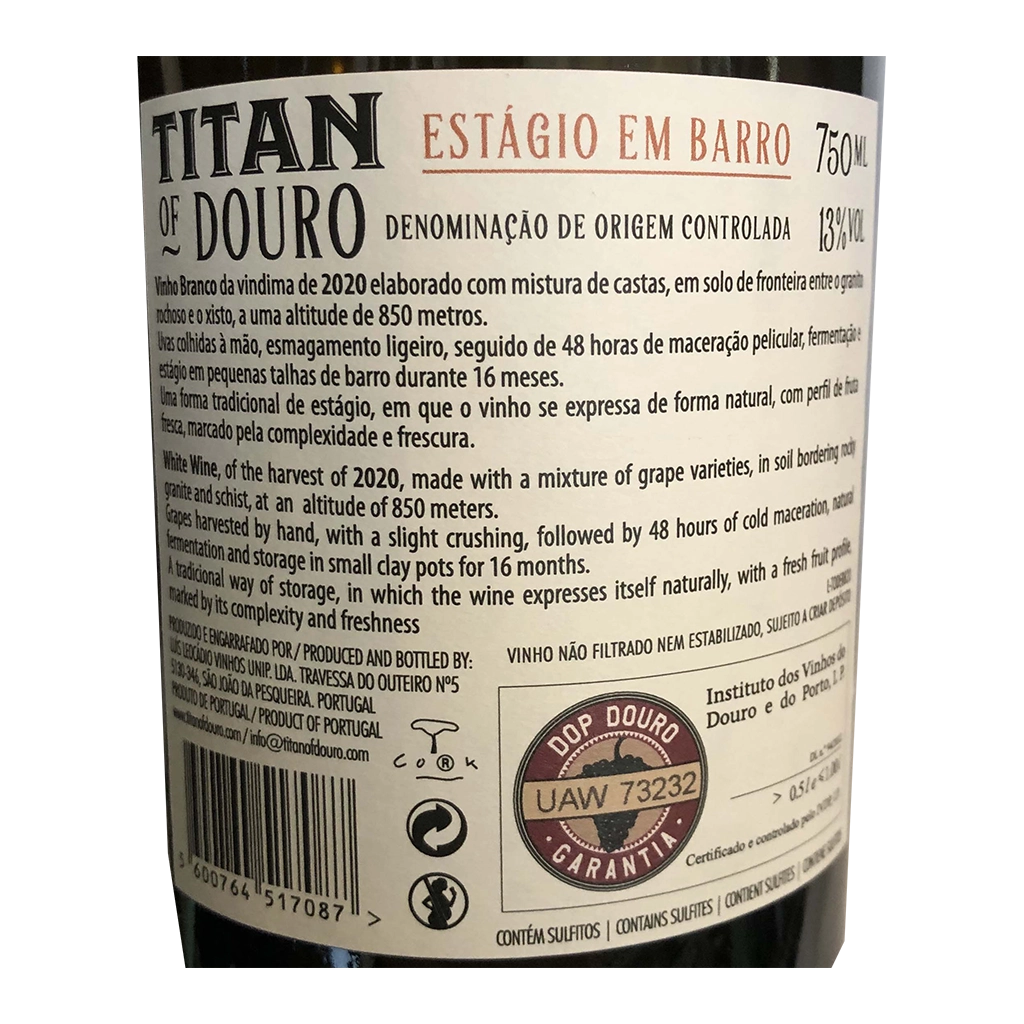 TITAN
OF DOURO
ESTÁGIO EM BARRO
750ML
DENOMINAÇÃO DE ORIGEM CONTROLADA
13%VOL
Vinho Branco da vindima de 2020 elaborado com mistura de castas, em solo de fronteira entre o granito
rochoso e o xisto, a uma altitude de 850 metros.
Uvas colhidas à mão, esmagamento ligeiro, seguido de 48 horas de maceração pelicular, fermentação e
estágio em pequenas talhas de barro durante 16 meses.
Uma forma tradicional de estágio, em que o vinho se expressa de forma natural, com perfil de fruta
fresca, marcado pela complexidade e frescura.
White Wine, of the harvest of 2020, made with a mixture of grape varieties, in soil bordering rocky
granite and schist, at an altitude of 850 meters.
Grapes harvested by hand, with a slight crushing, followed by 48 hours of cold maceration, natural
fermentation and storage in small clay pots for 16 months.
A tradicional way of storage, in which the wine expresses itself naturally, with a fresh fruit profile,
marked by its complexity and freshness
PRODUZIDO E ENGARRAFADO POR / PRODUCED AND BOTTLED BY:
LUÍS LEOCÁDIO VINHOS UNIP. LDA. TRAVESSA DO OUTEIRO Nº5
5130-346, SÃO JOÃO DA PESQUEIRA. PORTUGAL
PRODUTO DE PORTUGAL / PRODUCT OF PORTUGAL
www.titanofdouro.com / info@titanofdouro.com
VINHO NÃO FILTRADO NEM ESTABILIZADO, SUJEITO A CRIAR DEPÓSITO
CORK
®
DOP DOURO
UAW 73232
GARANTIA
Instituto dos Vinhos do
Douro e do Porto, I. P.
> 0.5 l e ≤ 1.00 l
Certificado e controlado pelo
5 600764 517087 >
CONTÉM SULFITOS | CONTAINS SULFITES | CONTIENT SULFITES |